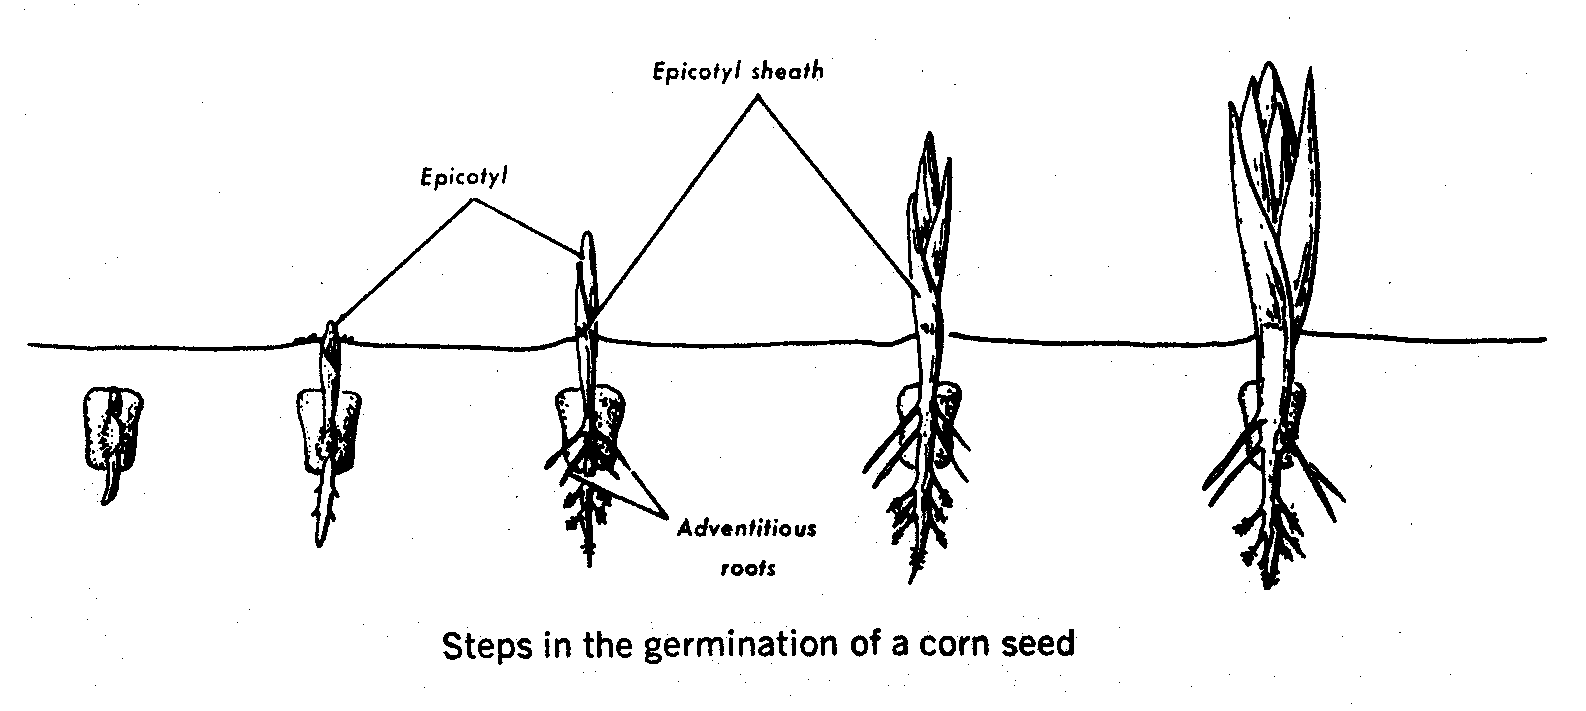 Epicotyl sheath
Epicotyl
Adventitious
roots
Steps in the germination of a corn seed